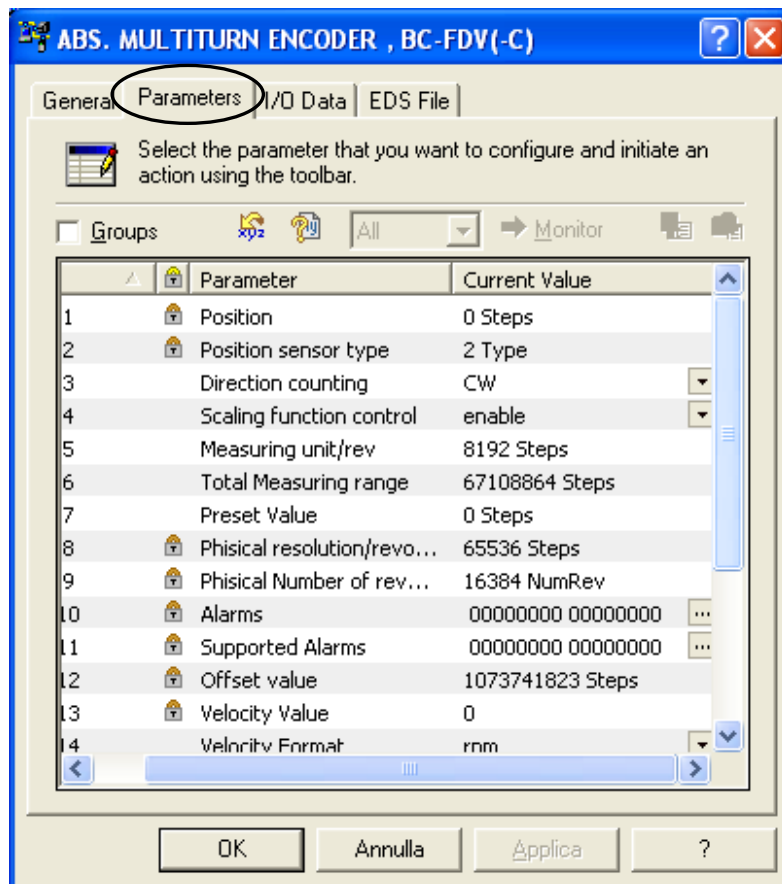 ABS. MULTITURN ENCODER , BC-FDV(-C)
General Parameters I/O Data EDS File
Select the parameter that you want to configure and initiate an
action using the toolbar.
Groups All Monitor
Parameter Current Value
1 Position 0 Steps
2 Position sensor type 2 Type
3 Direction counting CW
4 Scaling function control enable
5 Measuring unit/rev 8192 Steps
6 Total Measuring range 67108864 Steps
7 Preset Value 0 Steps
8 Phisical resolution/revo... 65536 Steps
9 Phisical Number of rev... 16384 NumRev
10 Alarms 00000000 00000000
11 Supported Alarms 00000000 00000000
12 Offset value 1073741823 Steps
13 Velocity Value 0
14 Velocity Format rpm
OK Annulla Applica ?